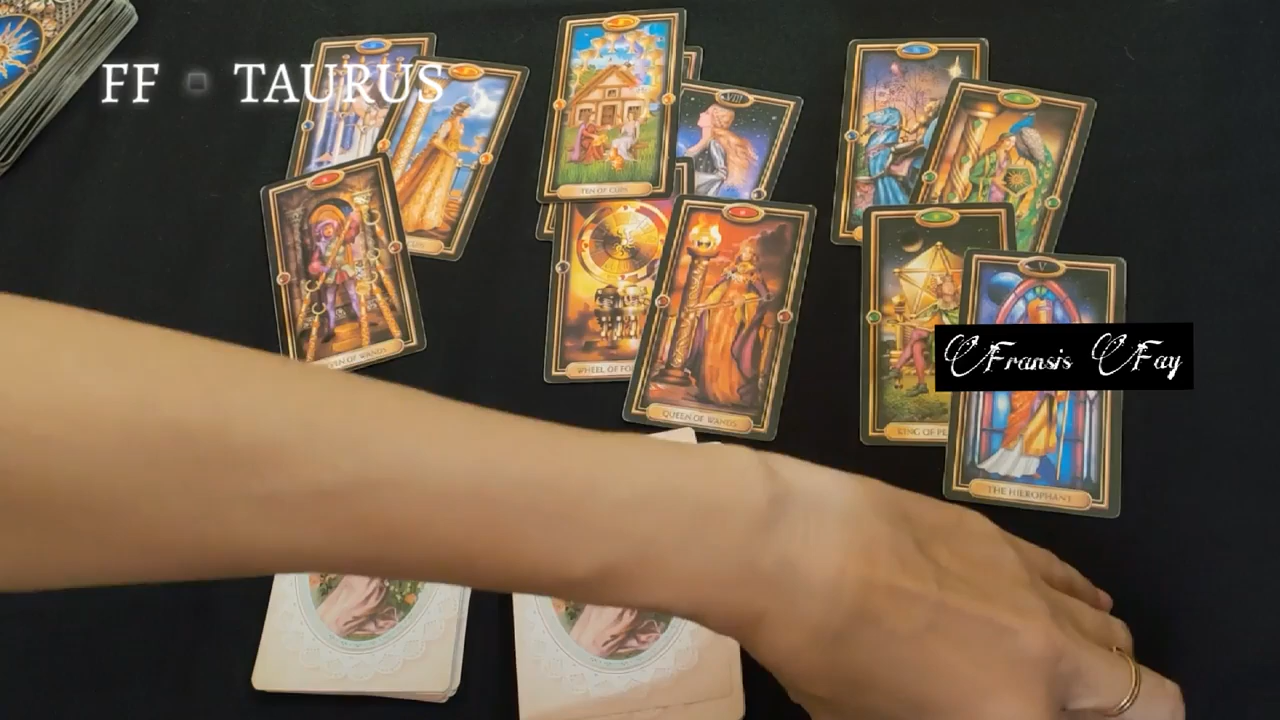 FF ▪ TAURUS
VIII
TEN OF CUPS
WHEEL OF FO
QUEEN OF WANDS
KING OF PE
V
THE HIEROPHANT
Fransis Fay